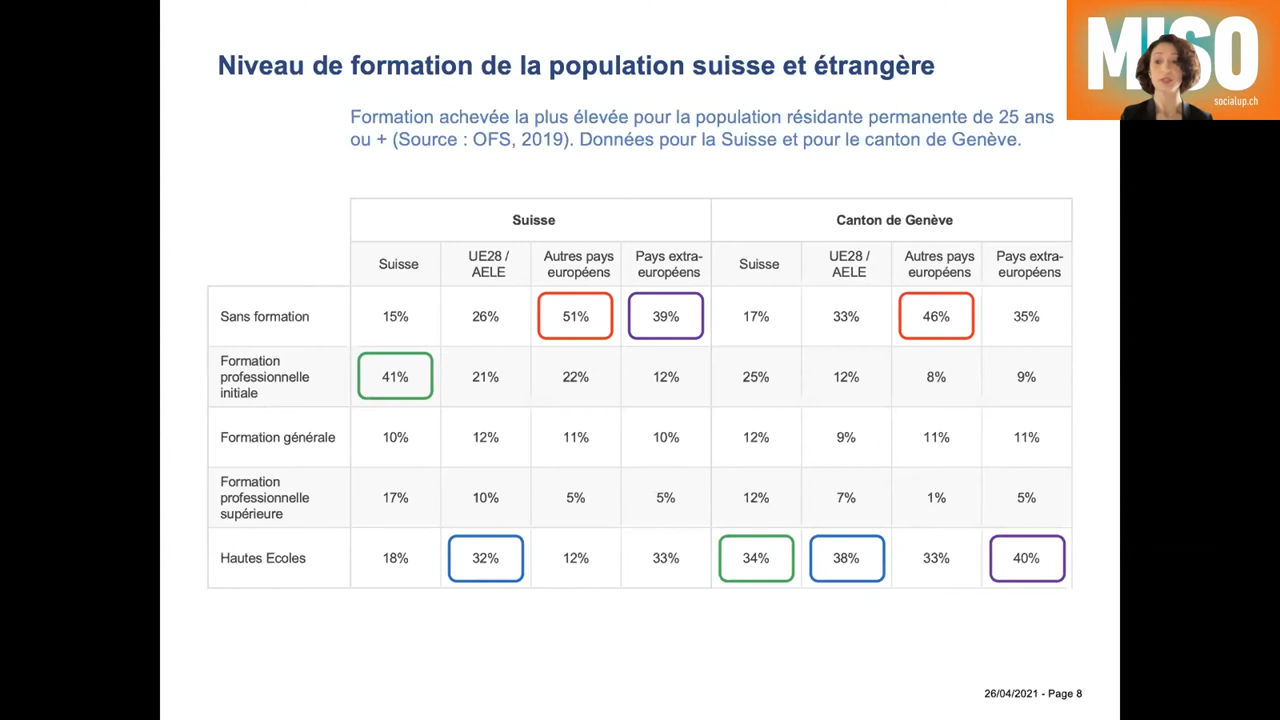 MISO
socialup.ch
Niveau de formation de la population suisse et étrangère
Formation achevée la plus élevée pour la population résidante permanente de 25 ans
ou + (Source : OFS, 2019). Données pour la Suisse et pour le canton de Genève.
Suisse Canton de Genève
Suisse UE28 / AELE Autres pays européens Pays extra-européens Suisse UE28 / AELE Autres pays européens Pays extra-européens
Sans formation 15% 26% 51% 39% 17% 33% 46% 35%
Formation professionnelle initiale 41% 21% 22% 12% 25% 12% 8% 9%
Formation générale 10% 12% 11% 10% 12% 9% 11% 11%
Formation professionnelle supérieure 17% 10% 5% 5% 12% 7% 1% 5%
Hautes Ecoles 18% 32% 12% 33% 34% 38% 33% 40%
26/04/2021 - Page 8